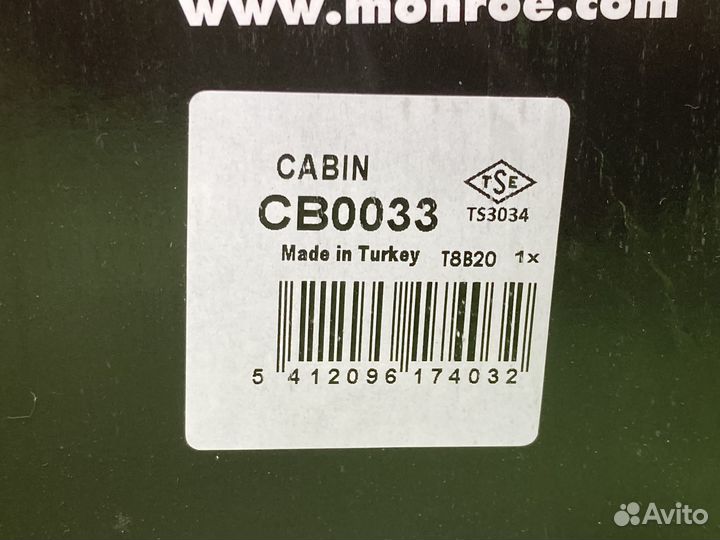 www.monroe.com
CABIN
TSE
CB0033
TS3034
Made in Turkey T8B20 1x
5 412096 174032
Avito